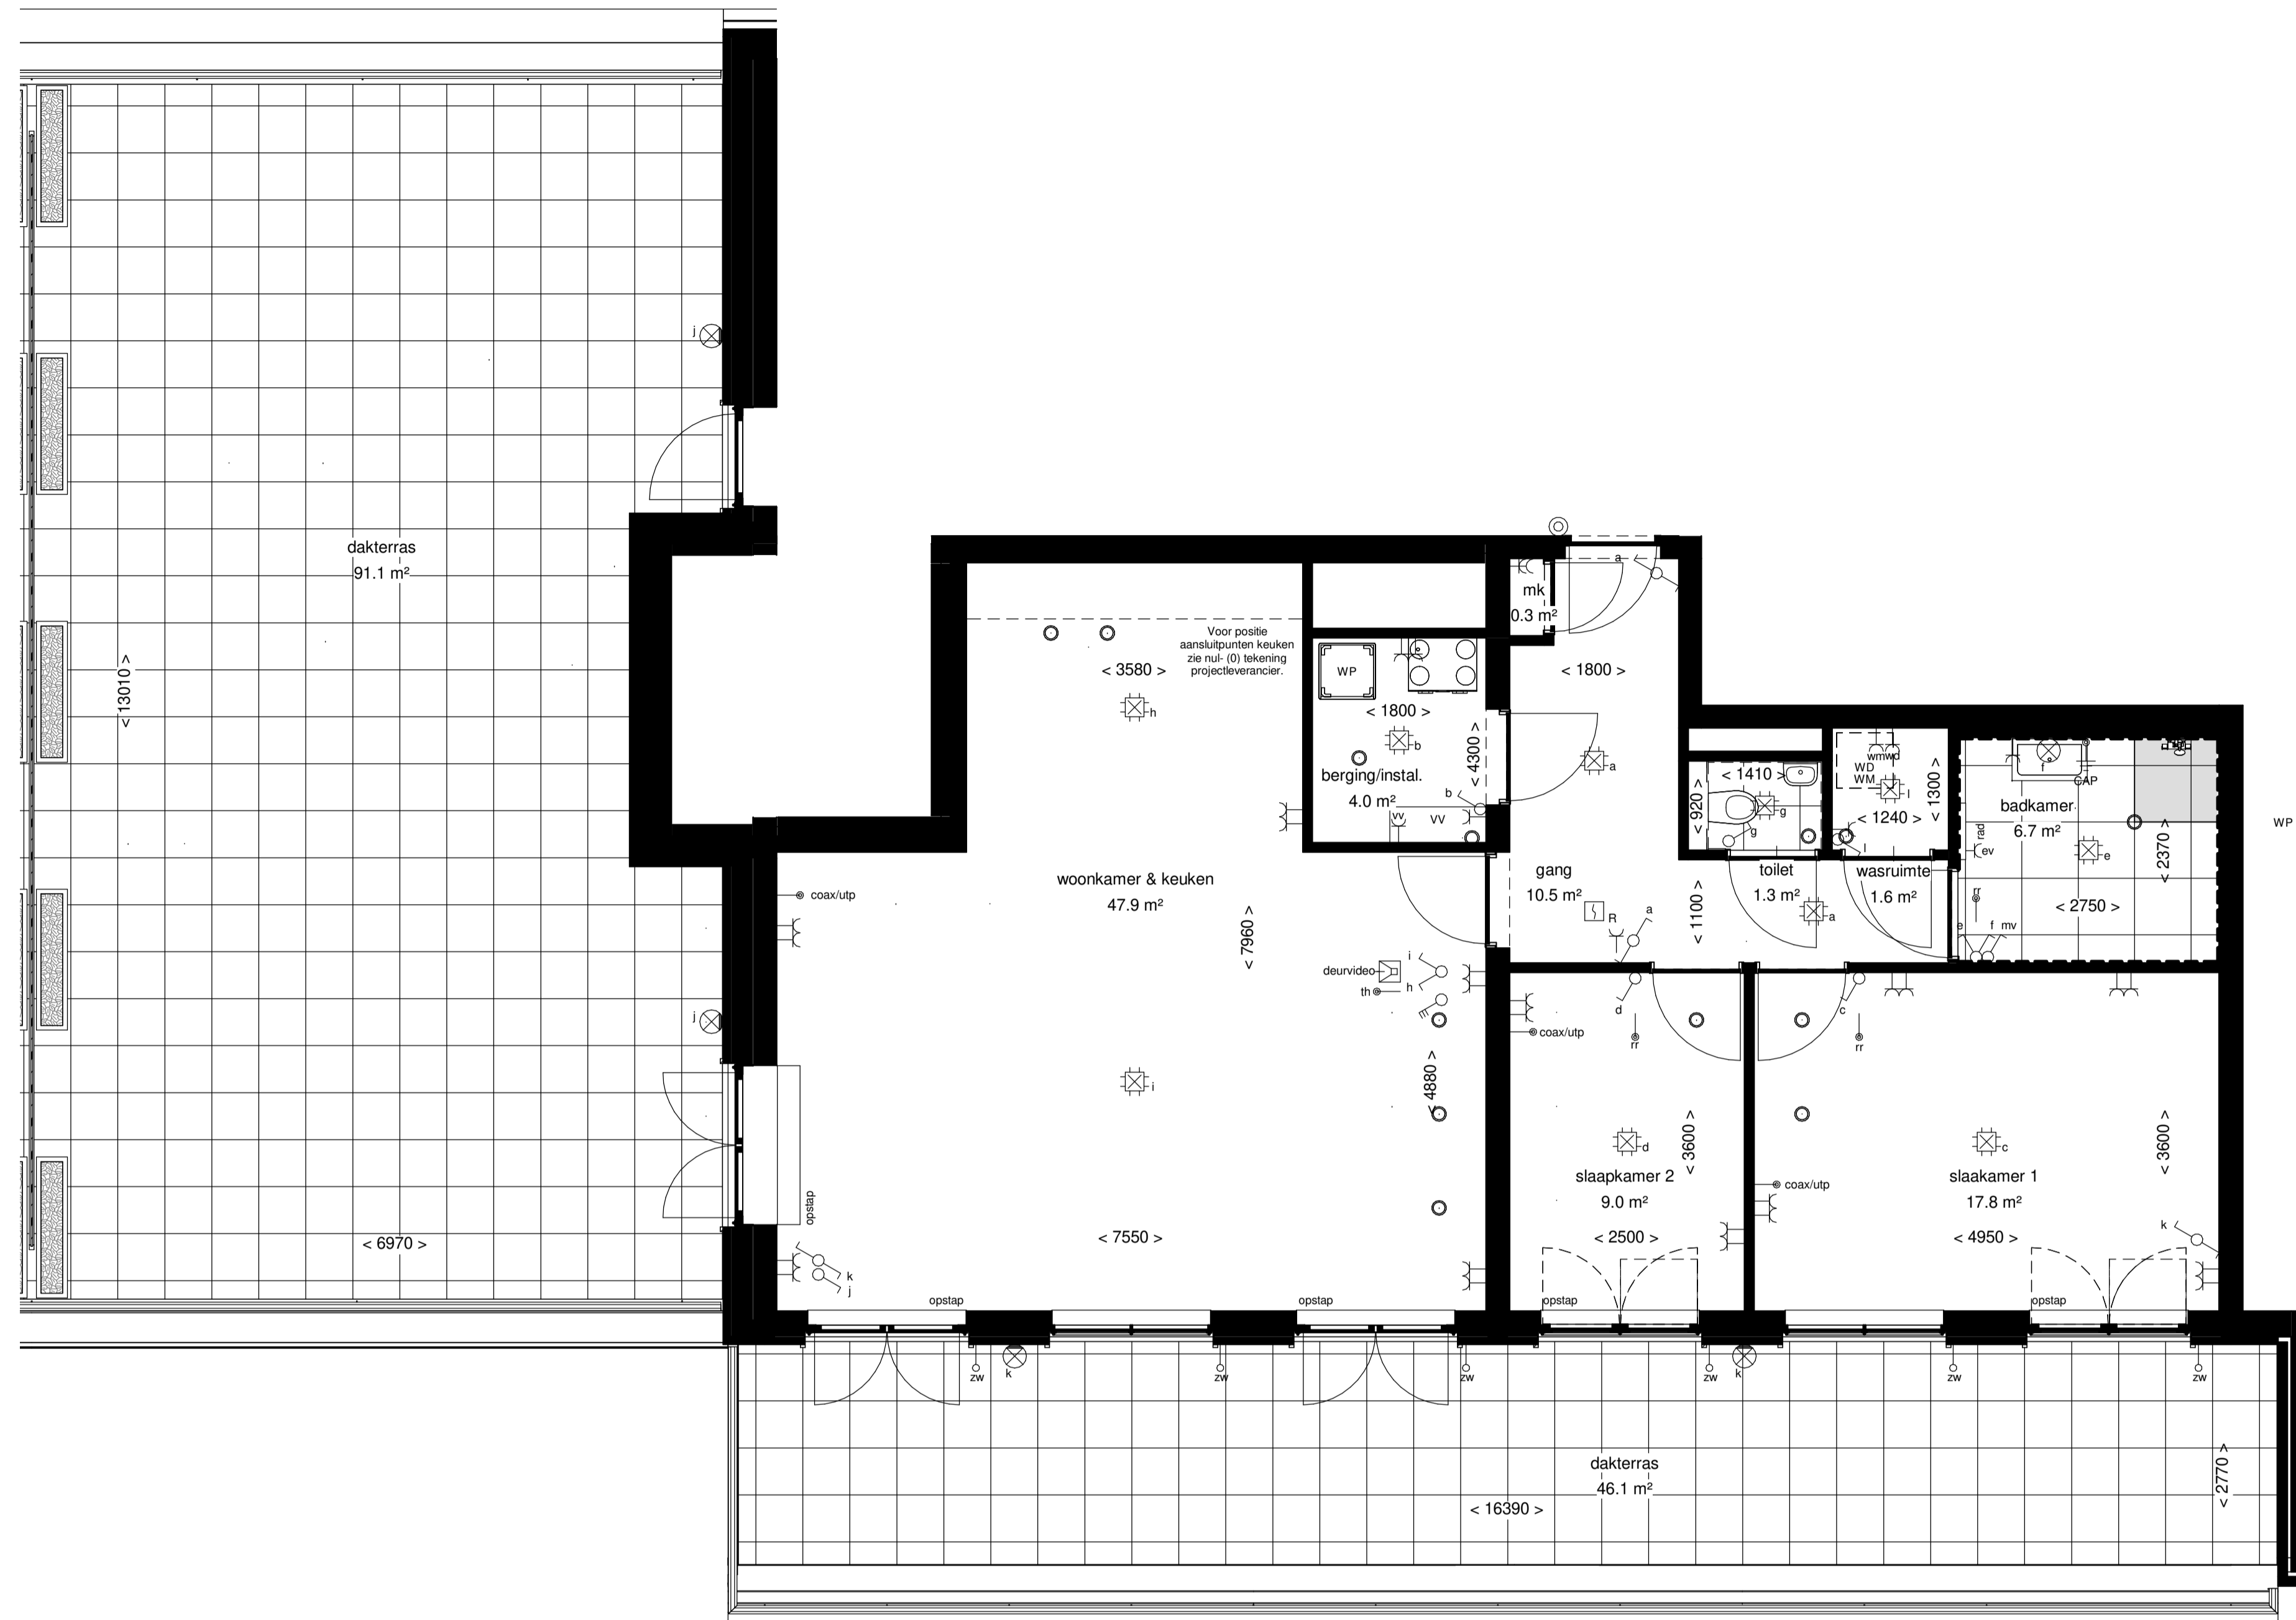 j
dakterras
91.1 m²
< 13010 >
j
< 6970 >
Voor positie
aansluitpunten keuken
zie nul- (0) tekening
projectleverancier.
< 3580 >
h
WP
< 1800 >
b
berging/instal.
4.0 m²
< 4300 >
b
vv
VV
mk
0.3 m²
a
< 1800 >
a
woonkamer & keuken
47.9 m²
coax/utp
< 7960 >
deurvideo
th
i
h
i
< 4880 >
< 7550 >
opstap
k
j
opstap
opstap
gang
10.5 m²
R
a
< 1100 >
< 1410 >
< 920 >
g
g
toilet
1.3 m²
a
wmwd
WD
WM
l
< 1300 >
< 1240 >
l
wasruimte
1.6 m²
f
CAP
badkamer
6.7 m²
rad
ev
e
< 2370 >
< 2750 >
rr
e
f
mv
WP
d
rr
coax/utp
d
< 3600 >
slaapkamer 2
9.0 m²
< 2500 >
opstap
c
rr
c
< 3600 >
coax/utp
slaakamer 1
17.8 m²
< 4950 >
k
opstap
zw
k
zw
zw
zw
k
zw
zw
dakterras
46.1 m²
< 16390 >
< 2770 >